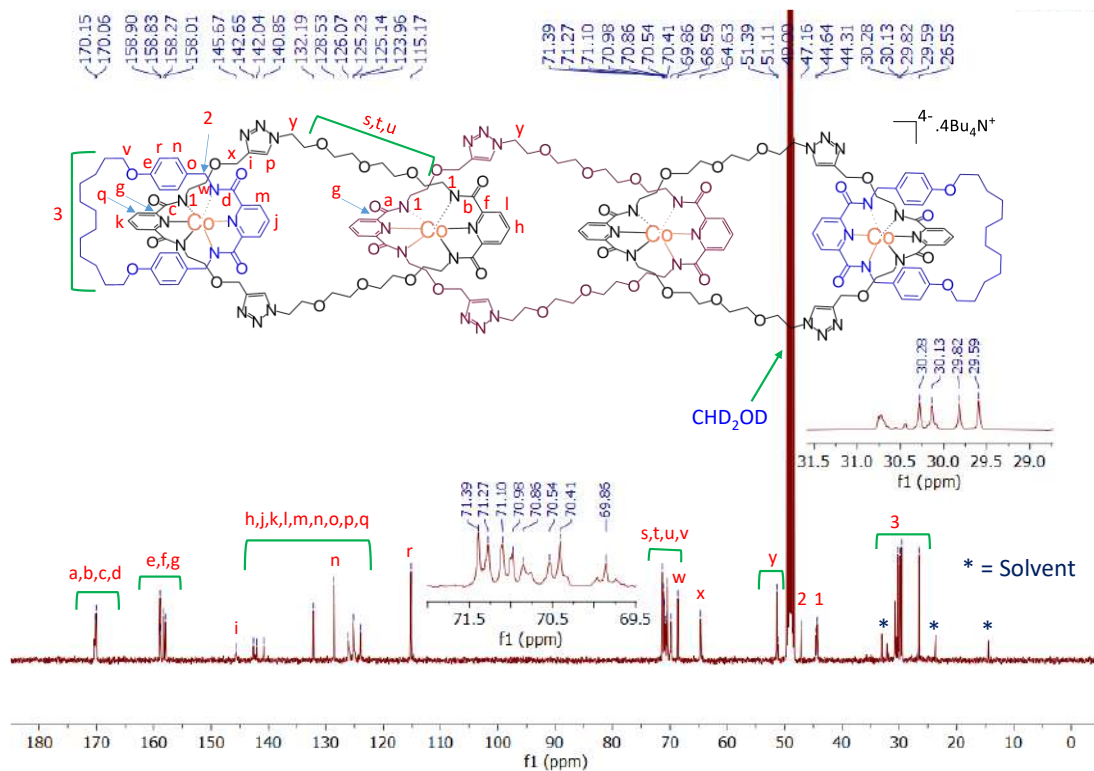 170.15
170.06
158.90
158.83
158.27
158.01
145.67
142.65
142.04
140.85
132.19
128.53
126.07
125.23
125.14
123.96
115.17
71.39
71.27
71.10
70.98
70.86
70.54
70.41
69.86
68.59
64.63
51.39
51.11
47.16
44.64
44.31
30.28
30.13
29.82
29.59
26.55
2
N=N
y
s,t,u
y
4- .4Bu4N+
v r n
e o x i p
3
q g w d m
k c 1 Co j
g a 1 1 b f l
Co h
Co
Co
CHD2OD
30.28
30.13
29.82
29.59
31.5 31.0 30.5 30.0 29.5 29.0
f1 (ppm)
71.39
71.27
71.10
70.98
70.86
70.54
70.41
69.86
71.5 70.5 69.5
f1 (ppm)
a,b,c,d
e,f,g
h,j,k,l,m,n,o,p,q
i
n
r
s,t,u,v
w
x
y
2
1
3
* = Solvent
* * *
180 170 160 150 140 130 120 110 100 90 80 70 60 50 40 30 20 10 0
f1 (ppm)